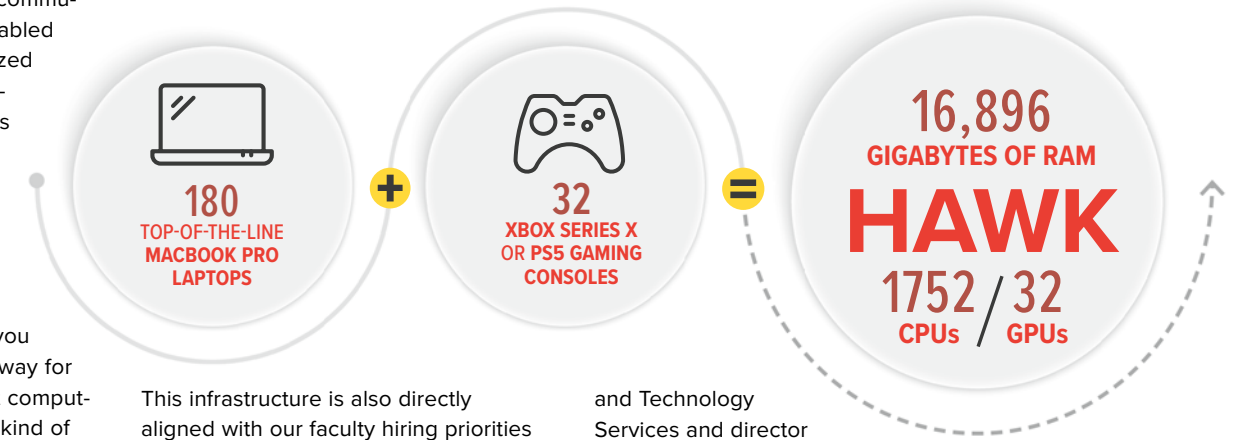 abled
zed
-
s
180
TOP-OF-THE-LINE
MACBOOK PRO
LAPTOPS
+
32
XBOX SERIES X
OR PS5 GAMING
CONSOLES
=
16,896
GIGABYTES OF RAM
HAWK
1752/32
CPUs GPUs
you
way for
comput-
kind of
This infrastructure is also directly
aligned with our faculty hiring priorities
and Technology
Services and director